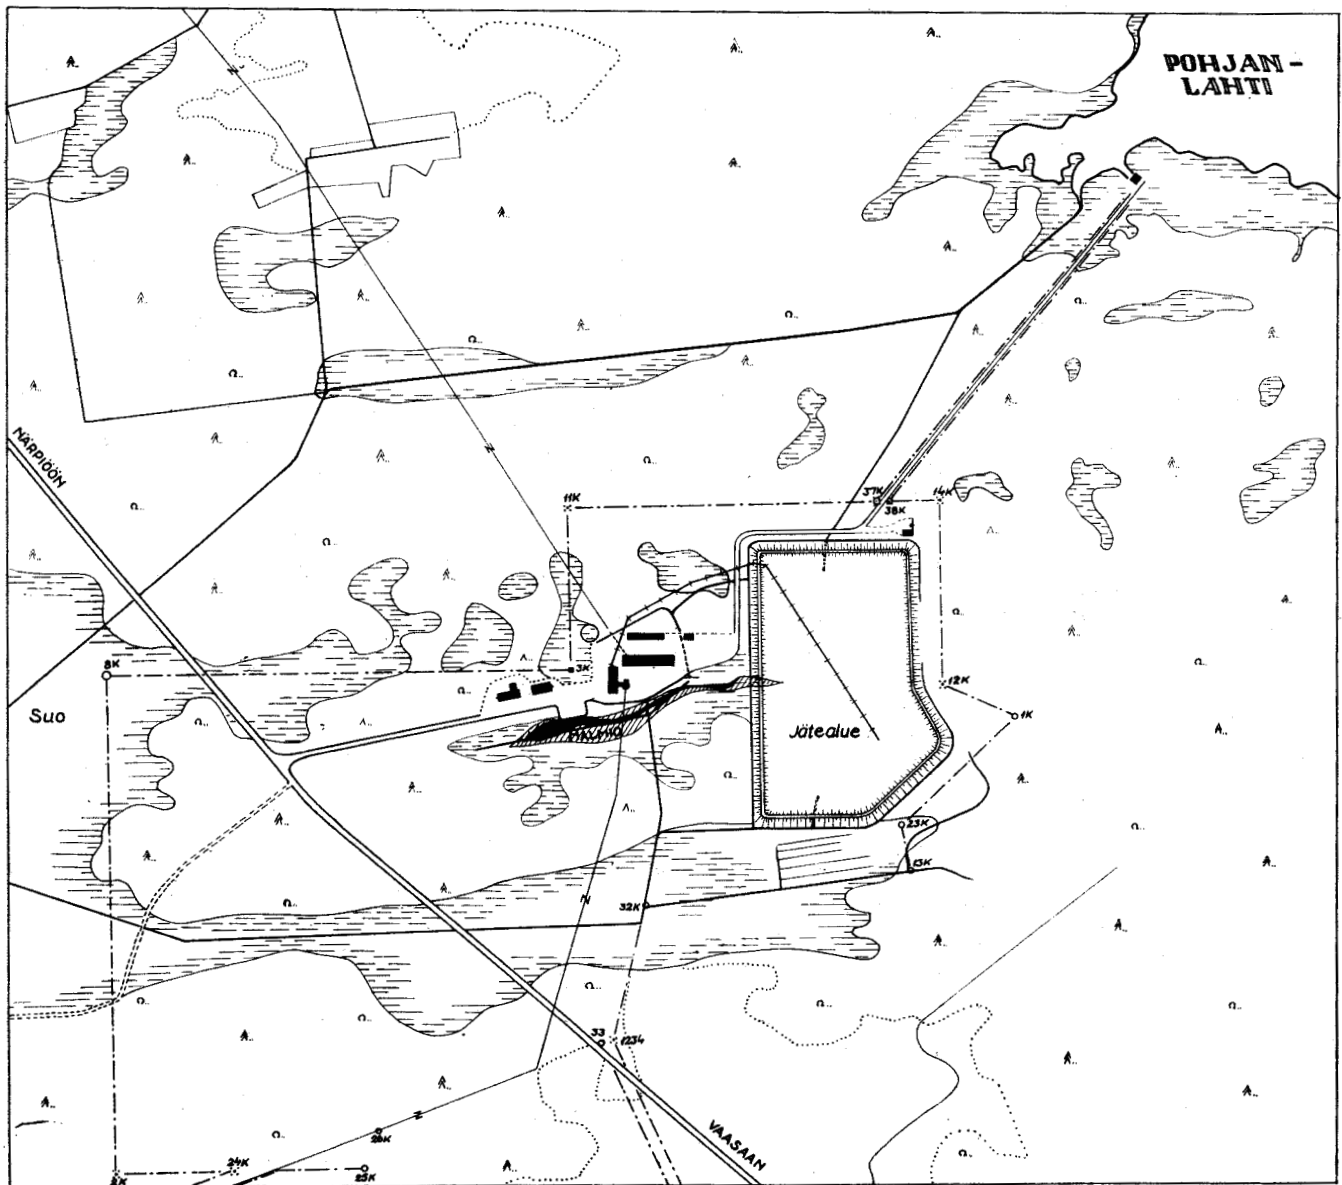 POHJAN-
LAHTI
NÄRPIÖÖN
11K
37K
38K
14K
8K
3K
12K
1K
Suo
MALMIO
Jätealue
23K
13K
32K
33
1234
26K
VAASAAN
24K
25K